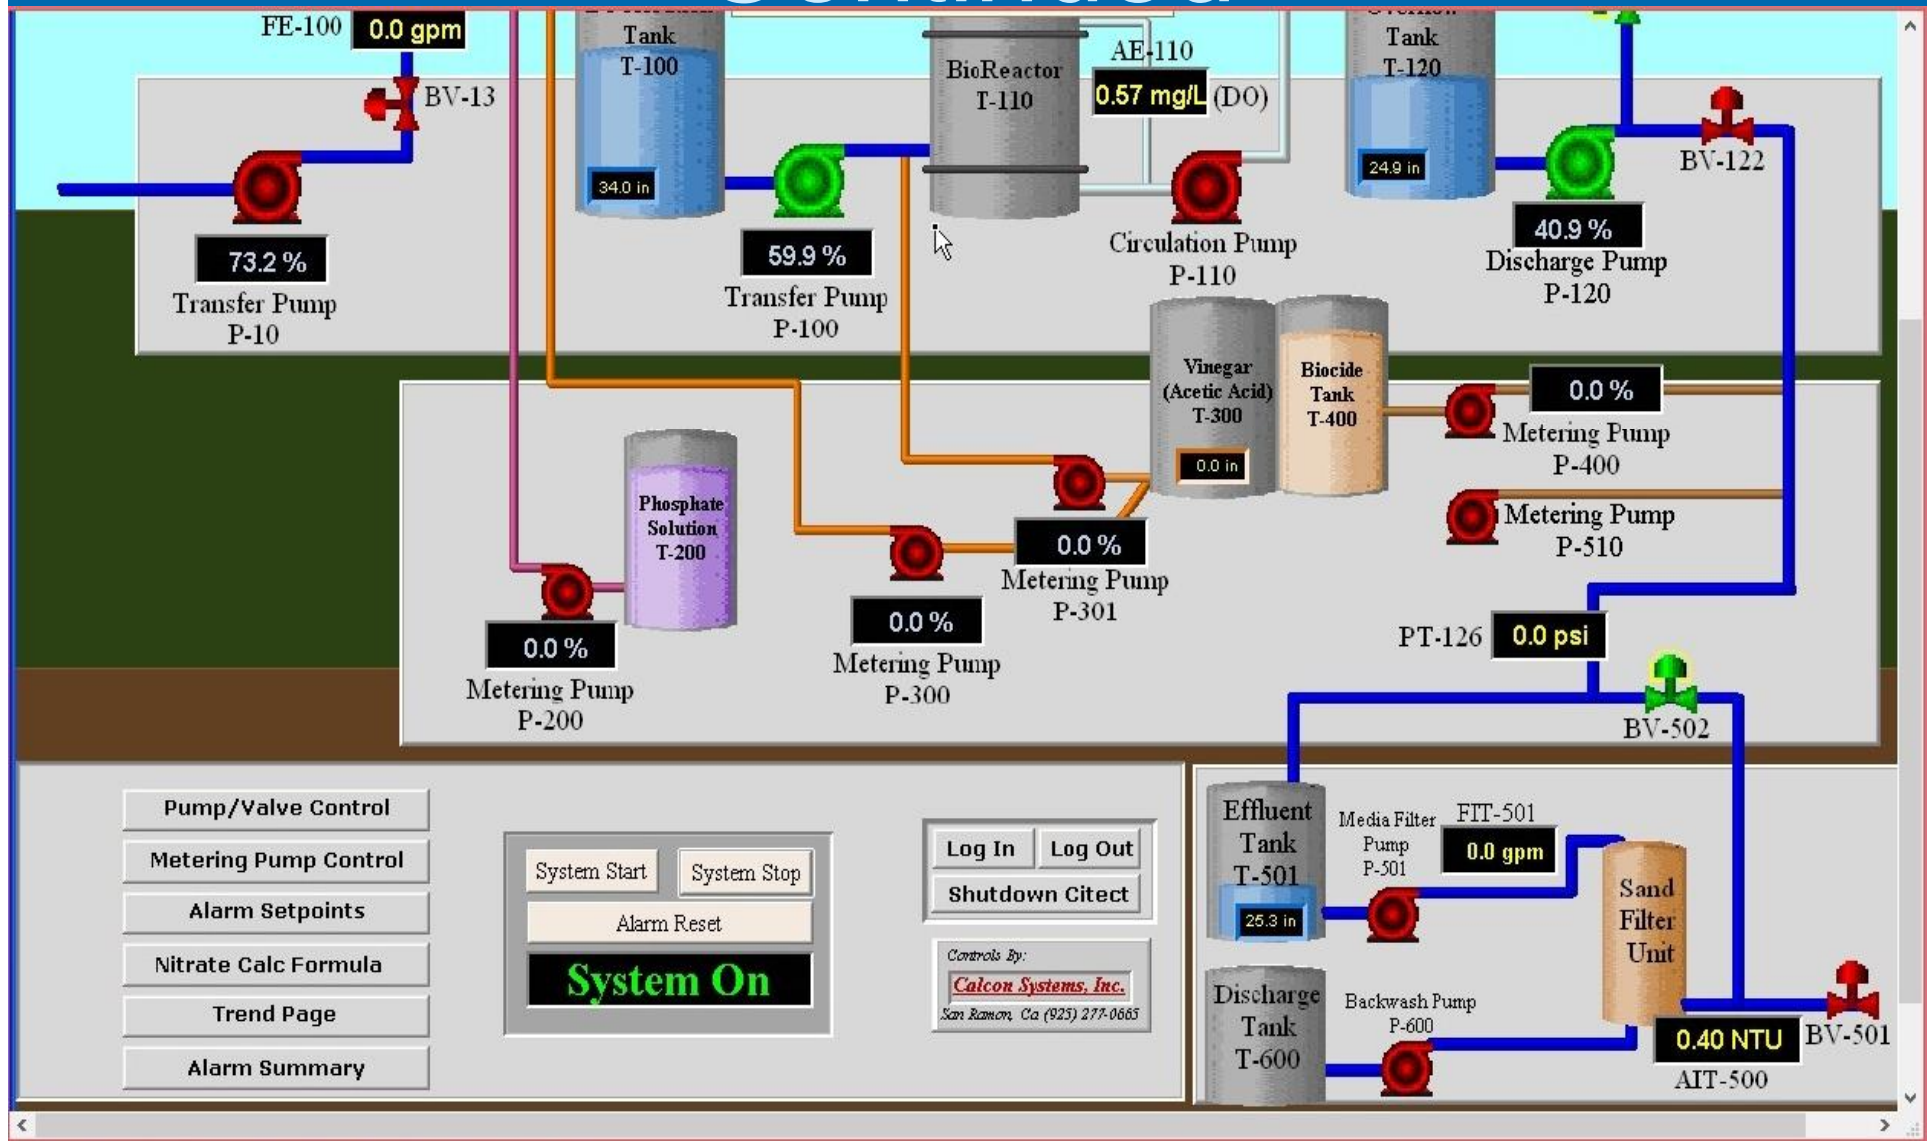 Continued
FE-100
0.0 gpm
BV-13
73.2 %
Transfer Pump
P-10
Tank
T-100
34.0 in
59.9 %
Transfer Pump
P-100
BioReactor
T-110
AE-110
0.57 mg/L (DO)
Circulation Pump
P-110
Overflow
Tank
T-120
24.9 in
40.9 %
Discharge Pump
P-120
BV-122
Vinegar
(Acetic Acid)
T-300
0.0 in
Biocide
Tank
T-400
0.0 %
Metering Pump
P-400
Metering Pump
P-510
Phosphate
Solution
T-200
0.0 %
Metering Pump
P-200
0.0 %
Metering Pump
P-300
0.0 %
Metering Pump
P-301
PT-126
0.0 psi
BV-502
Pump/Valve Control
Metering Pump Control
Alarm Setpoints
Nitrate Calc Formula
Trend Page
Alarm Summary
System Start
System Stop
Alarm Reset
System On
Log In
Log Out
Shutdown Citect
Controls By:
Calcon Systems, Inc.
San Ramon, Ca (925) 277-0665
Effluent
Tank
T-501
25.3 in
Media Filter
Pump
P-501
FIT-501
0.0 gpm
Sand
Filter
Unit
Discharge
Tank
T-600
Backwash Pump
P-600
0.40 NTU
AIT-500
BV-501